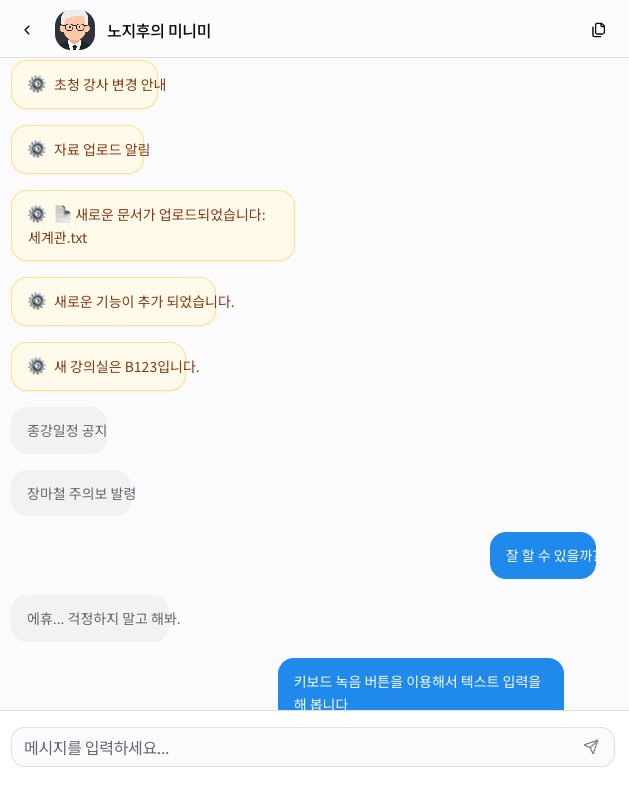 노지후의 미니미
초청 강사 변경 안내
자료 업로드 알림
새로운 문서가 업로드되었습니다:
세계관.txt
새로운 기능이 추가 되었습니다.
새 강의실은 B123입니다.
종강일정 공지
장마철 주의보 발령
잘 할 수 있을까?
에휴... 걱정하지 말고 해봐.
키보드 녹음 버튼을 이용해서 텍스트 입력을
해 봅니다
메시지를 입력하세요...